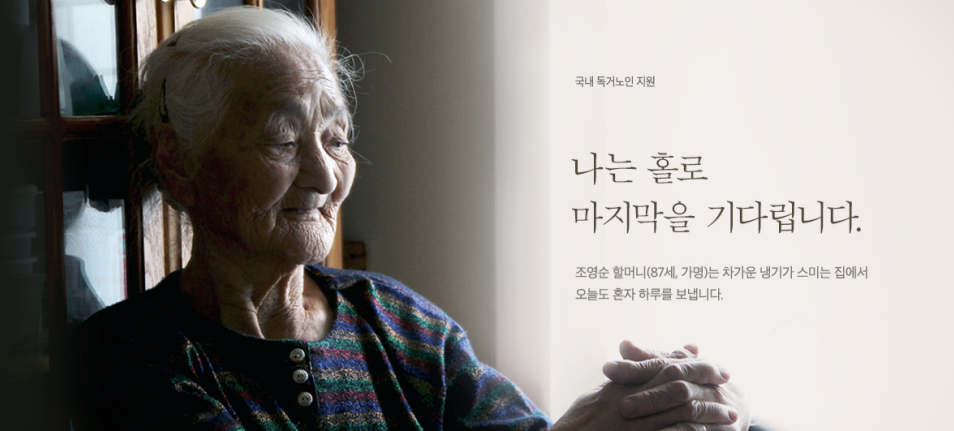 국내 독거노인 지원
나는 홀로
마지막을 기다립니다.
조영순 할머니(87세, 가명)는 차가운 냉기가 스미는 집에서
오늘도 혼자 하루를 보냅니다.